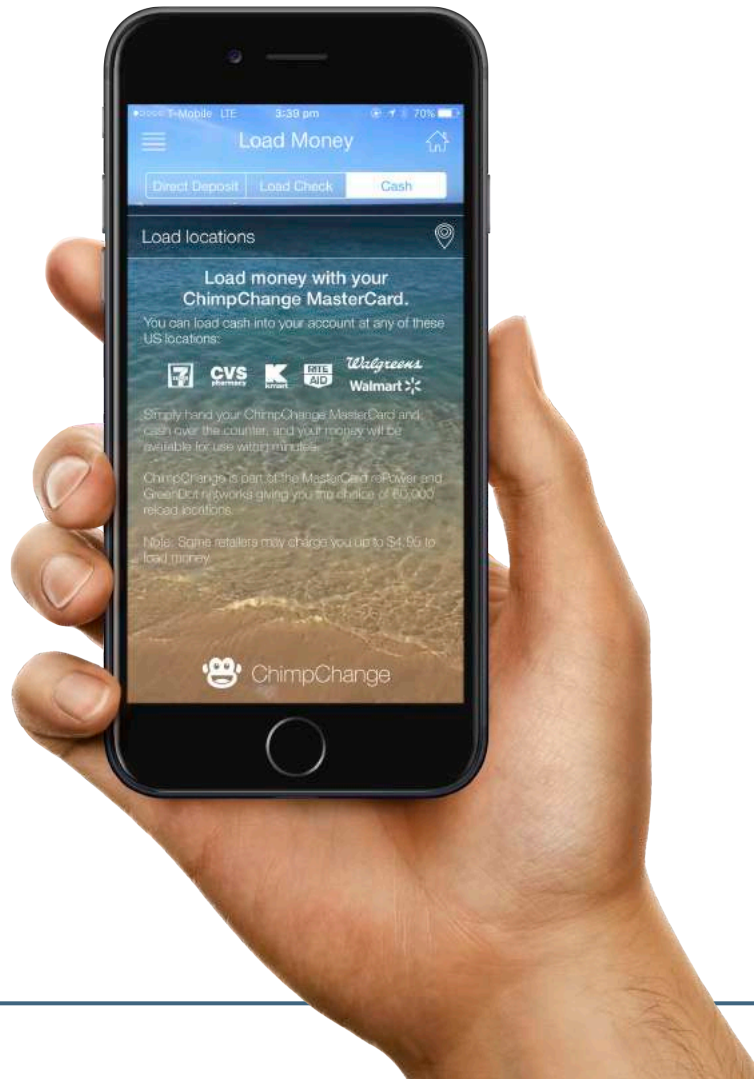 T-Mobile LTE 3:39 pm 70%
Load Money
Direct Deposit Load Check Cash
Load locations
Load money with your
ChimpChange MasterCard.
You can load cash into your account at any of these
US locations:
7 ELEVEN CVS pharmacy K kmart RITE AID Walgreens
Walmart
Simply hand your ChimpChange MasterCard and
cash over the counter, and your money will be
available for use within minutes.
ChimpChange is part of the MasterCard rePower and
GreenDot networks giving you the choice of 60,000
reload locations.
Note: Some retailers may charge you up to $4.95 to
load money.
ChimpChange